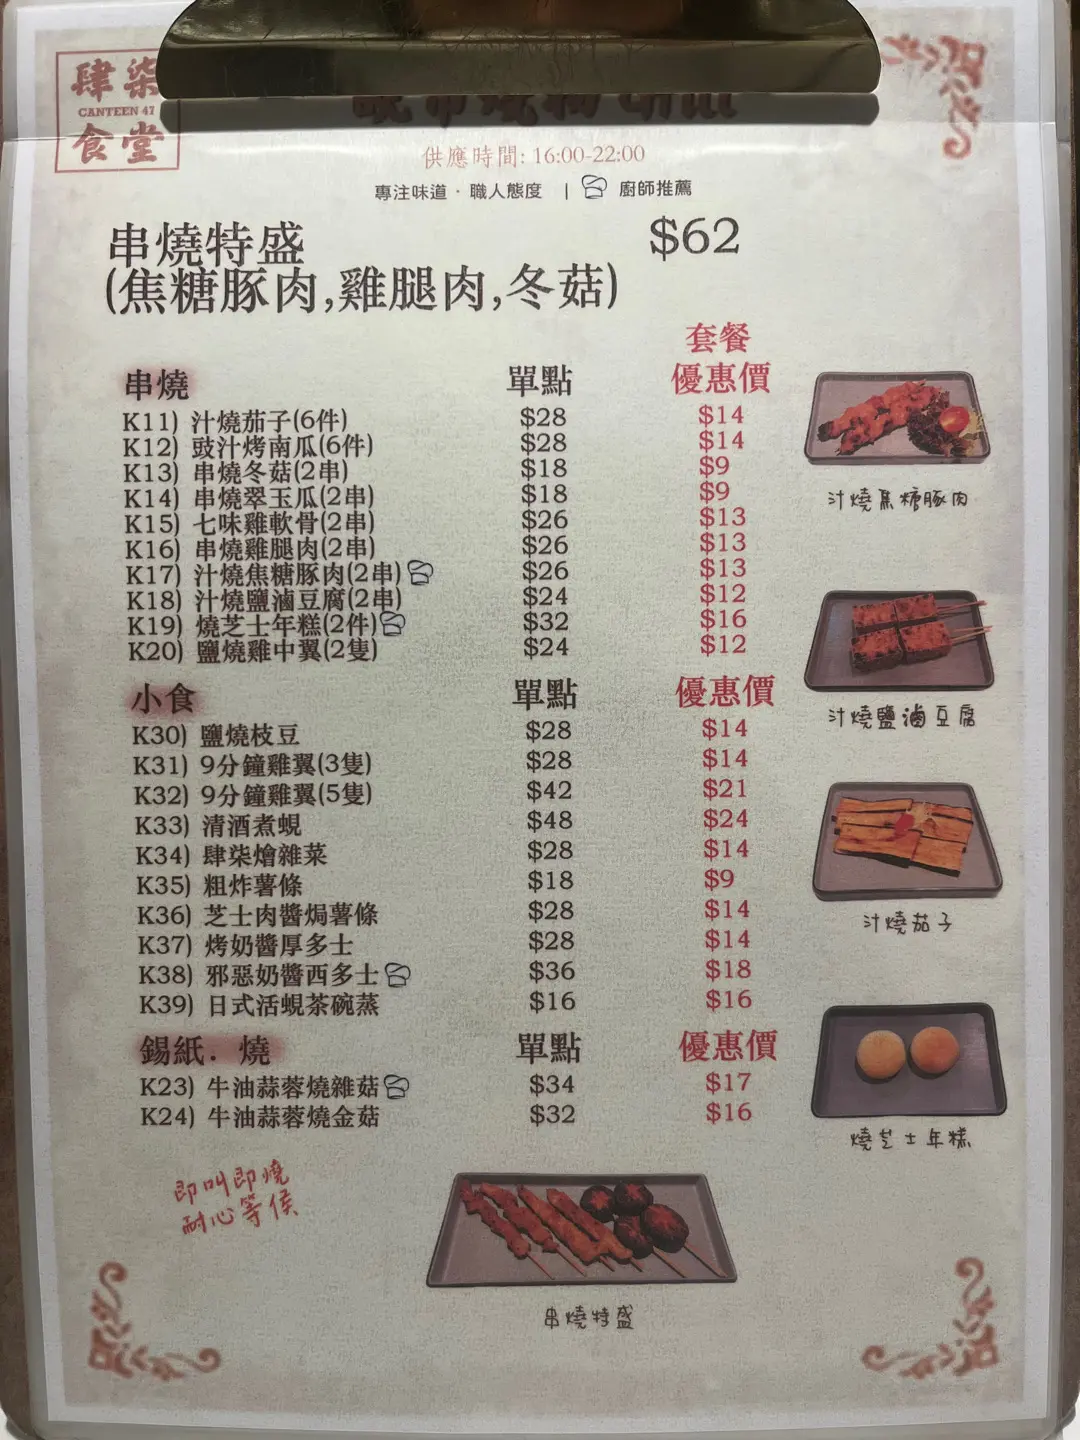 肆柒
CANTEEN 47
食堂
供應時間: 16:00-22:00
專注味道 · 職人態度 | 廚師推薦
串燒特盛 $62
(焦糖豚肉,雞腿肉,冬菇)
套餐
串燒 單點 優惠價
K11) 汁燒茄子(6件) $28 $14
K12) 豉汁烤南瓜(6件) $28 $14
K13) 串燒冬菇(2串) $18 $9
K14) 串燒翠玉瓜(2串) $18 $9
K15) 七味雞軟骨(2串) $26 $13
K16) 串燒雞腿肉(2串) $26 $13
K17) 汁燒焦糖豚肉(2串) $26 $13
K18) 汁燒鹽滷豆腐(2串) $24 $12
K19) 燒芝士年糕(2件) $32 $16
K20) 鹽燒雞中翼(2隻) $24 $12
小食 單點 優惠價
K30) 鹽燒枝豆 $28 $14
K31) 9分鐘雞翼(3隻) $28 $14
K32) 9分鐘雞翼(5隻) $42 $21
K33) 清酒煮蜆 $48 $24
K34) 肆柒燴雜菜 $28 $14
K35) 粗炸薯條 $18 $9
K36) 芝士肉醬焗薯條 $28 $14
K37) 烤奶醬厚多士 $28 $14
K38) 邪惡奶醬西多士 $36 $18
K39) 日式活蜆茶碗蒸 $16 $16
錫紙．燒 單點 優惠價
K23) 牛油蒜蓉燒雜菇 $34 $17
K24) 牛油蒜蓉燒金菇 $32 $16
汁燒焦糖豚肉
汁燒鹽滷豆腐
汁燒茄子
燒芝士年糕
即叫即燒
耐心等侯
串燒特盛